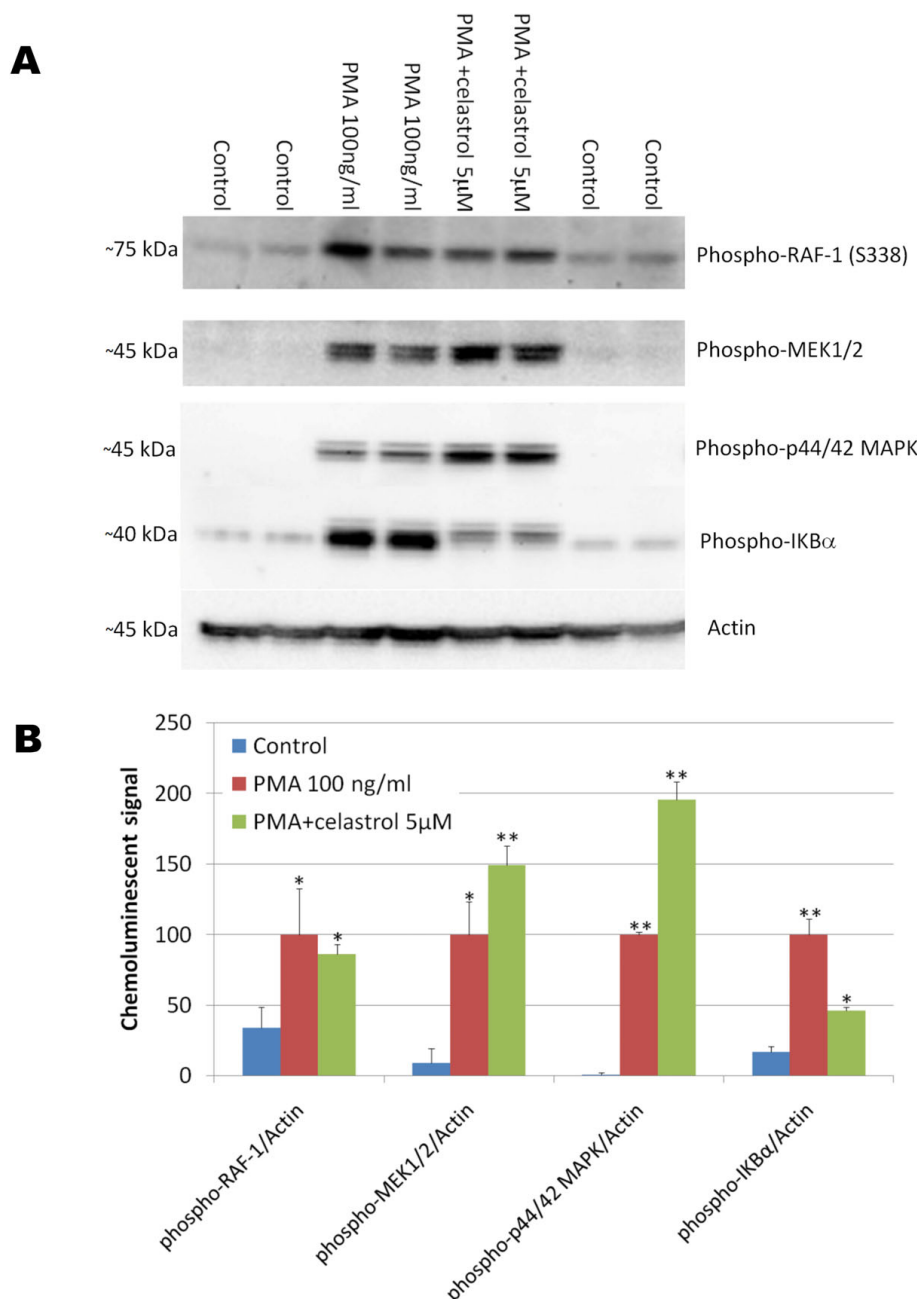 A
Control
Control
PMA 100ng/ml
PMA 100ng/ml
PMA +celastrol 5µM
PMA +celastrol 5µM
Control
Control
~75 kDa
Phospho-RAF-1 (S338)
~45 kDa
Phospho-MEK1/2
~45 kDa
Phospho-p44/42 MAPK
~40 kDa
Phospho-IKBα
~45 kDa
Actin
B
Chemoluminescent signal
250
200
150
100
50
0
Control
PMA 100 ng/ml
PMA+celastrol 5µM
*
*
*
**
**
**
**
*
phospho-RAF-1/Actin
phospho-MEK1/2/Actin
phospho-p44/42 MAPK/Actin
phospho-IKBα/Actin